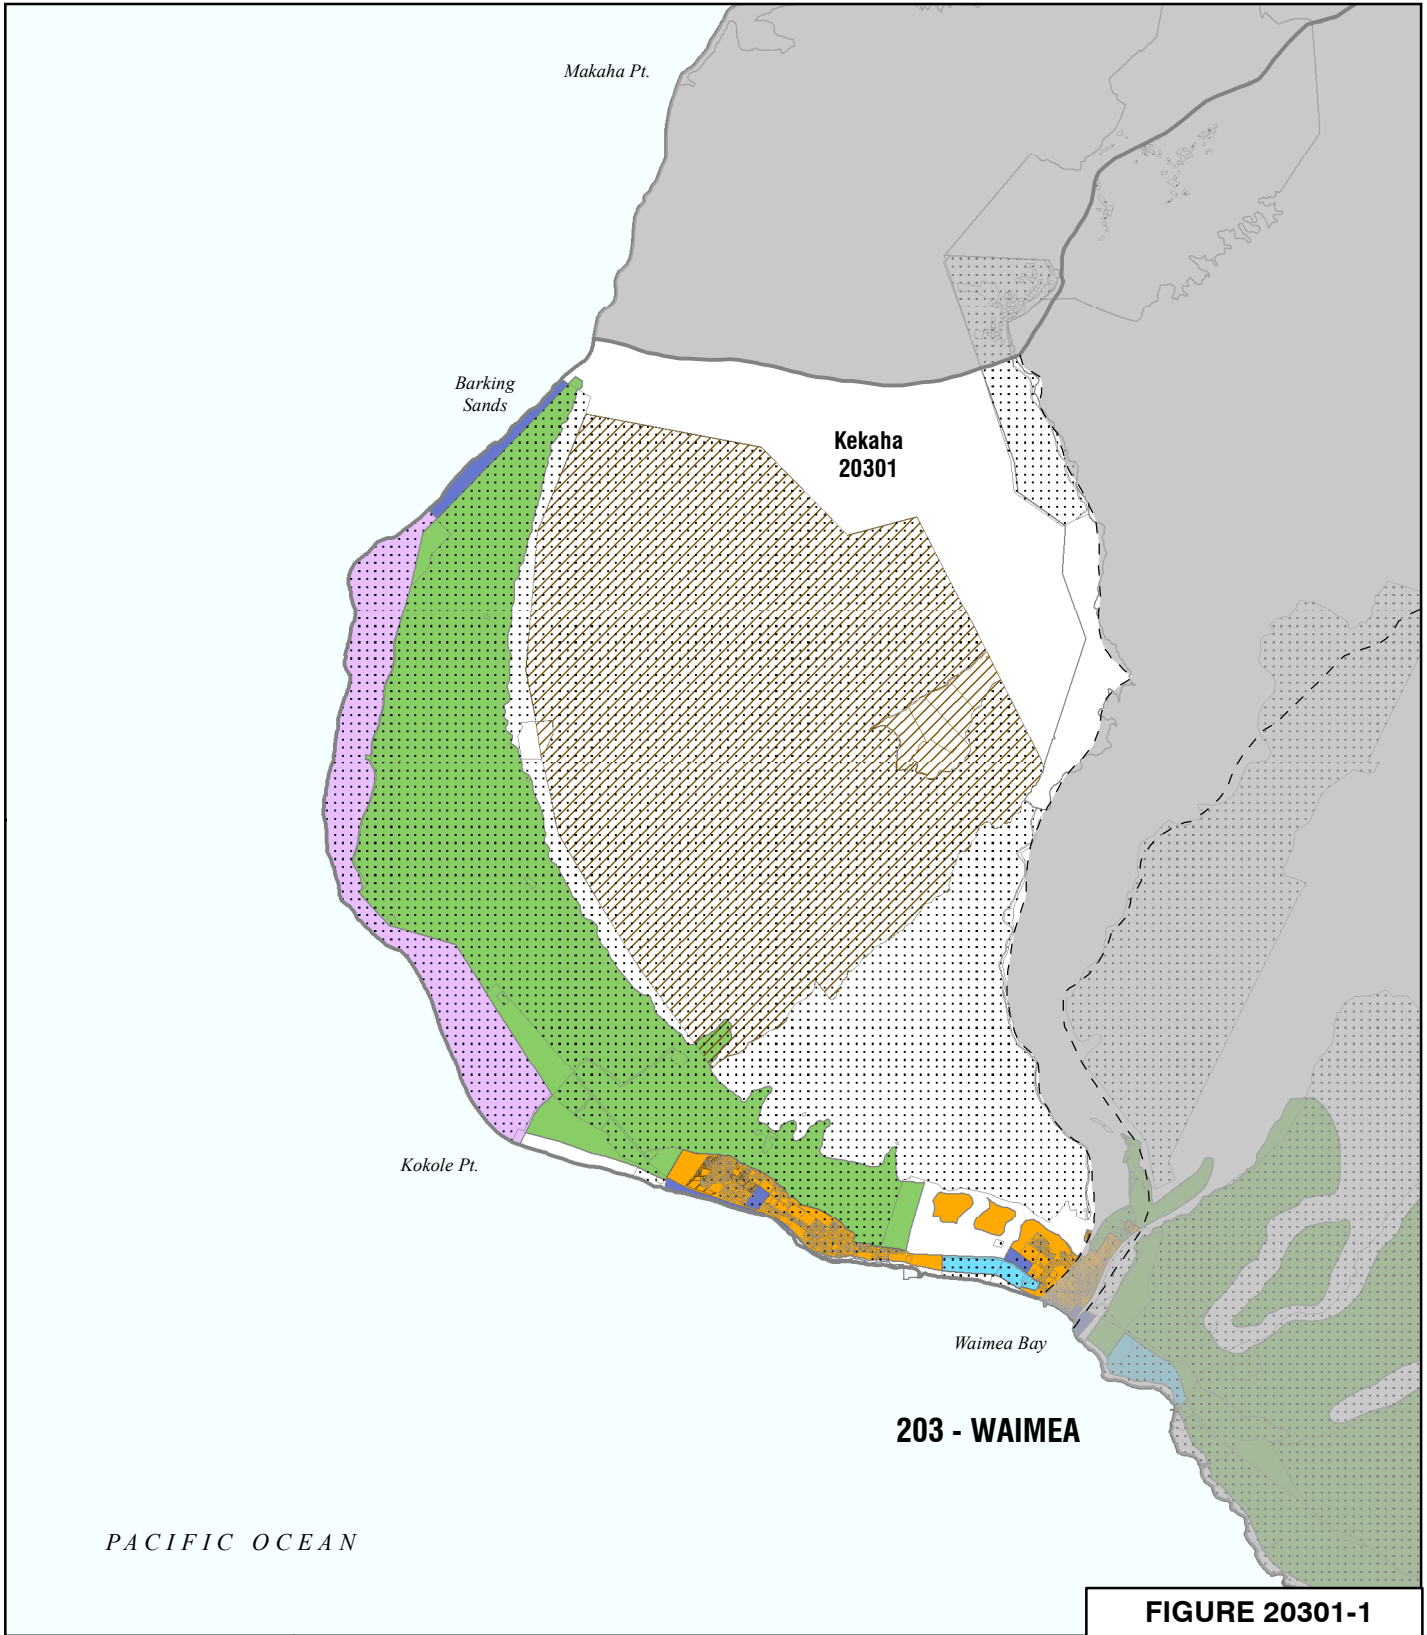 Makaha Pt.
Barking
Sands
Kekaha
20301
Kokole Pt.
Waimea Bay
203 - WAIMEA
PACIFIC OCEAN
FIGURE 20301-1